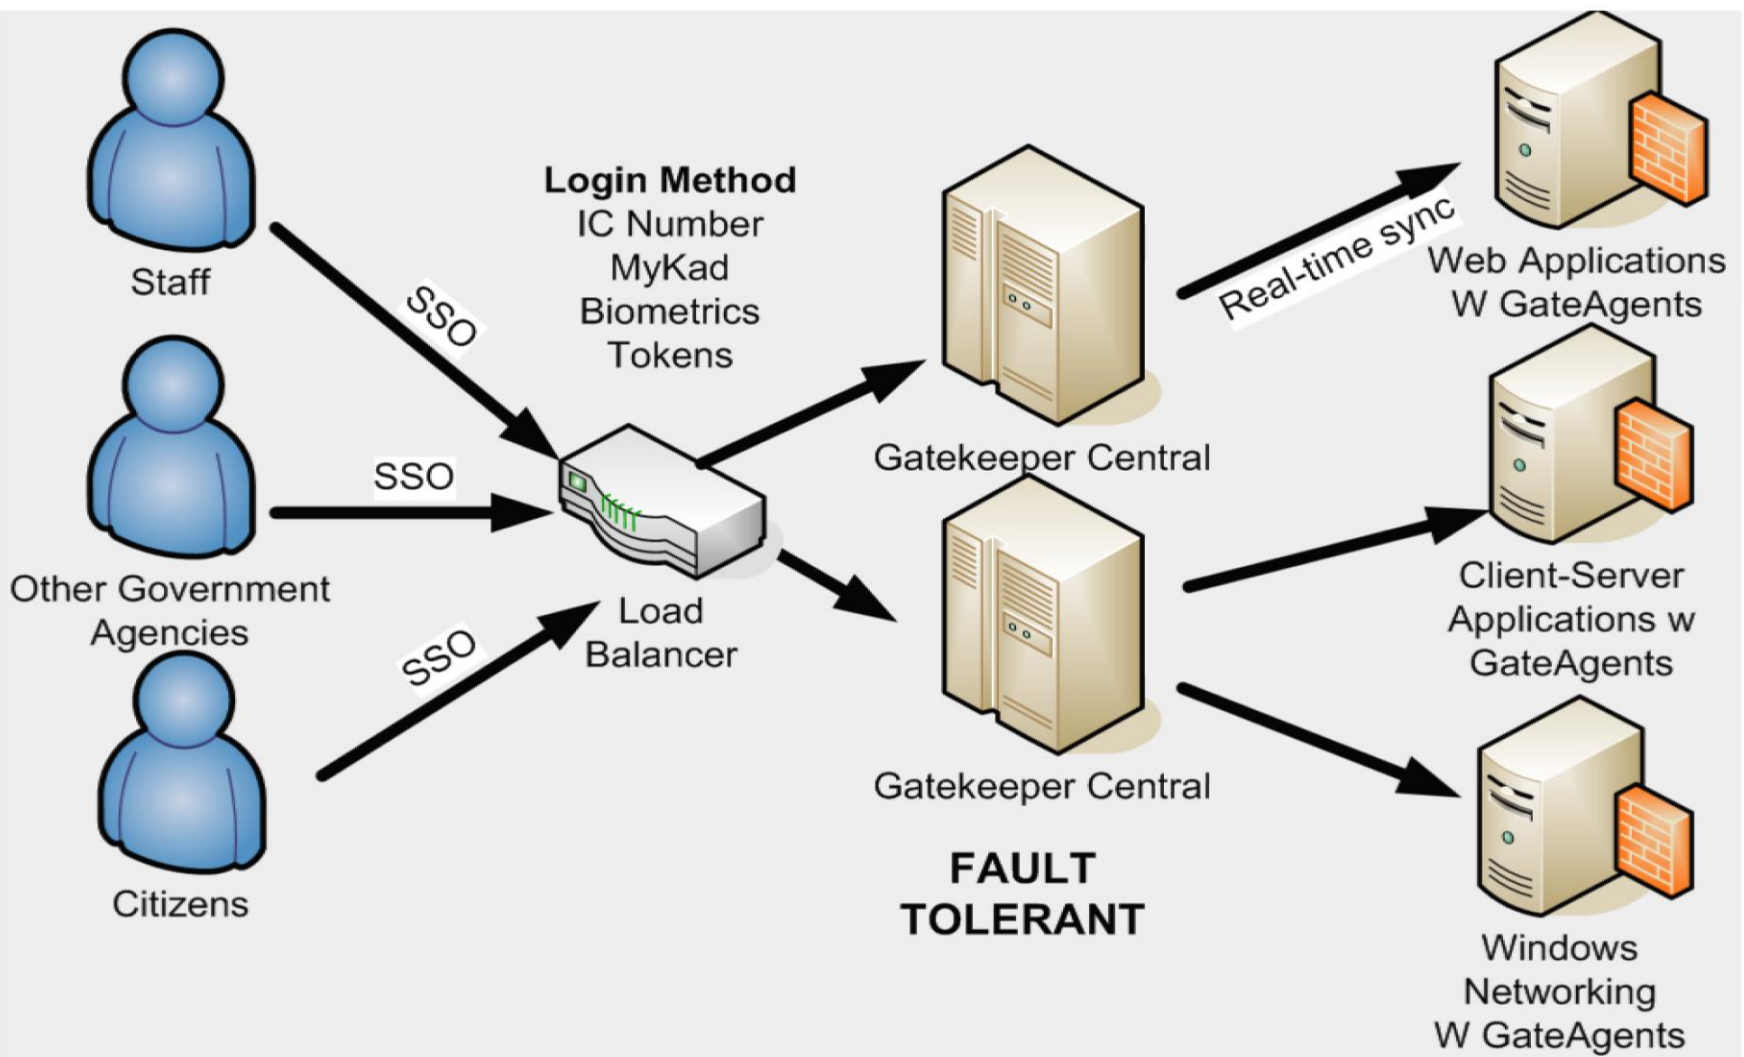 Staff
SSO
Other Government
Agencies
SSO
Citizens
SSO
Login Method
IC Number
MyKad
Biometrics
Tokens
Load
Balancer
Gatekeeper Central
Gatekeeper Central
FAULT
TOLERANT
Real-time sync
Web Applications
W GateAgents
Client-Server
Applications w
GateAgents
Windows
Networking
W GateAgents